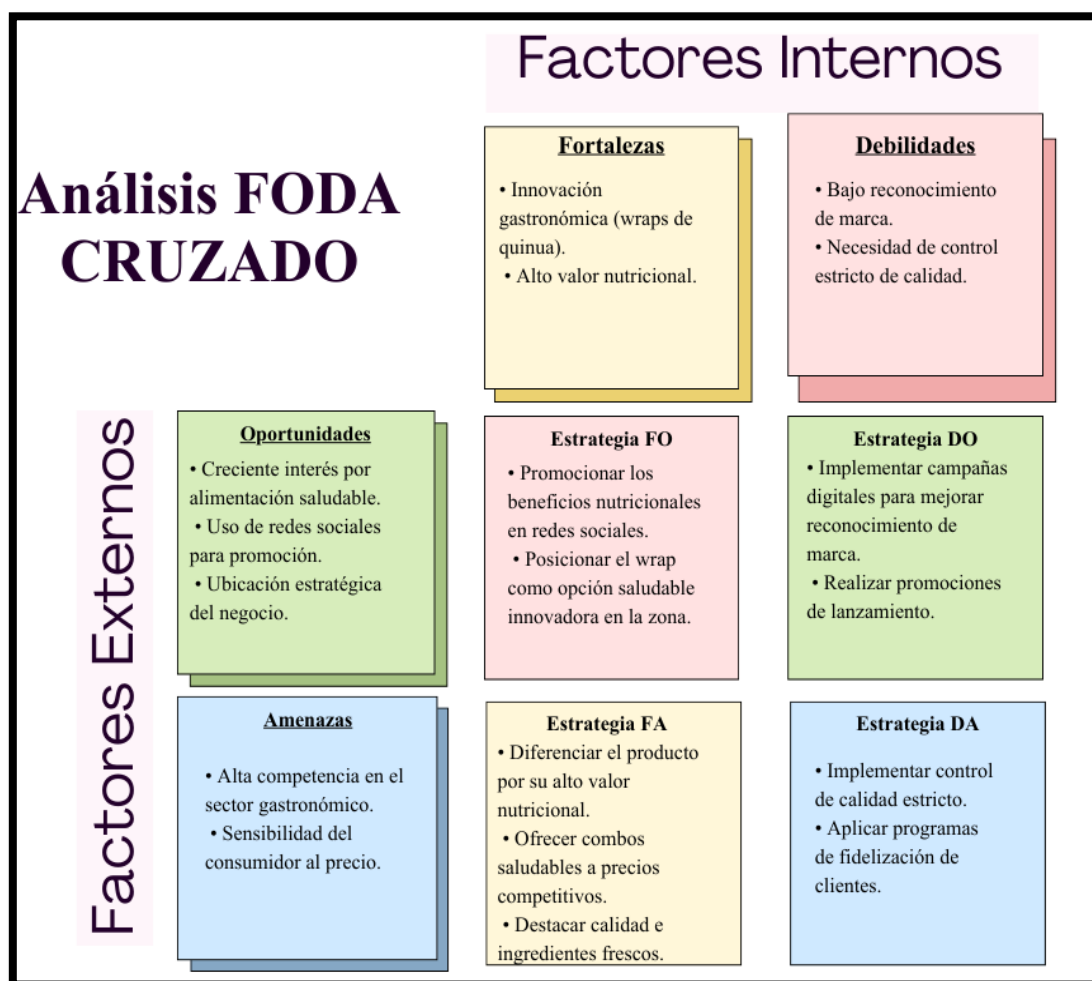 Factores Internos
Análisis FODA
CRUZADO
Fortalezas
• Innovación
gastronómica (wraps de
quinua).
• Alto valor nutricional.
Debilidades
• Bajo reconocimiento
de marca.
• Necesidad de control
estricto de calidad.
Factores Externos
Oportunidades
• Creciente interés por
alimentación saludable.
• Uso de redes sociales
para promoción.
• Ubicación estratégica
del negocio.
Estrategia FO
• Promocionar los
beneficios nutricionales
en redes sociales.
• Posicionar el wrap
como opción saludable
innovadora en la zona.
Estrategia DO
• Implementar campañas
digitales para mejorar
reconocimiento de
marca.
• Realizar promociones
de lanzamiento.
Amenazas
• Alta competencia en el
sector gastronómico.
• Sensibilidad del
consumidor al precio.
Estrategia FA
• Diferenciar el producto
por su alto valor
nutricional.
• Ofrecer combos
saludables a precios
competitivos.
• Destacar calidad e
ingredientes frescos.
Estrategia DA
• Implementar control
de calidad estricto.
• Aplicar programas
de fidelización de
clientes.